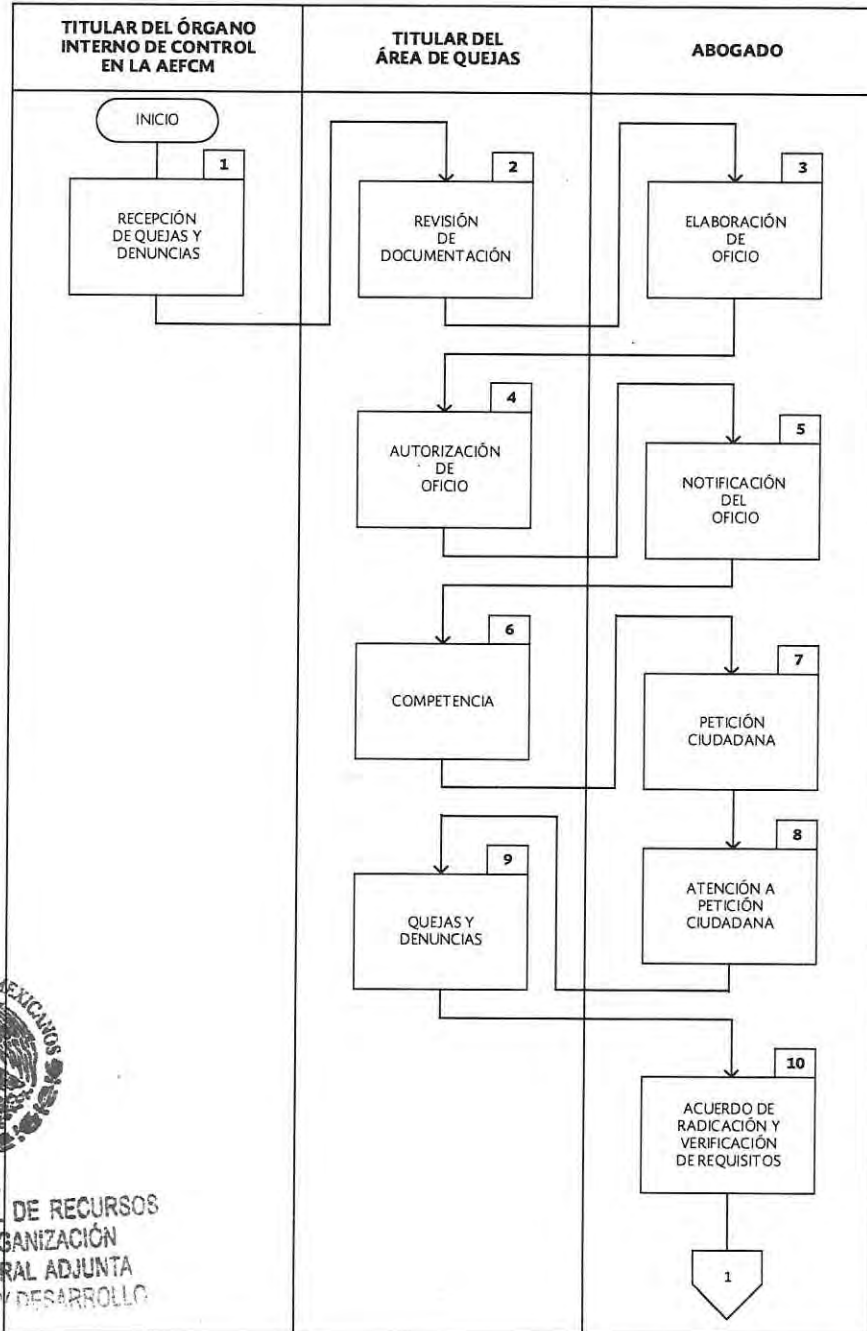 TITULAR DEL ÓRGANO
INTERNO DE CONTROL
EN LA AEFCM
TITULAR DEL
ÁREA DE QUEJAS
ABOGADO
INICIO
1
RECEPCIÓN
DE QUEJAS Y
DENUNCIAS
2
REVISIÓN
DE
DOCUMENTACIÓN
3
ELABORACIÓN
DE
OFICIO
4
AUTORIZACIÓN
DE
OFICIO
5
NOTIFICACIÓN
DEL
OFICIO
6
COMPETENCIA
7
PETICIÓN
CIUDADANA
8
ATENCIÓN A
PETICIÓN
CIUDADANA
9
QUEJAS Y
DENUNCIAS
10
ACUERDO DE
RADICACIÓN Y
VERIFICACIÓN
DE REQUISITOS
1
MEXICANOS
DE RECURSOS
GANIZACIÓN
RAL ADJUNTA
Y DESARROLLO